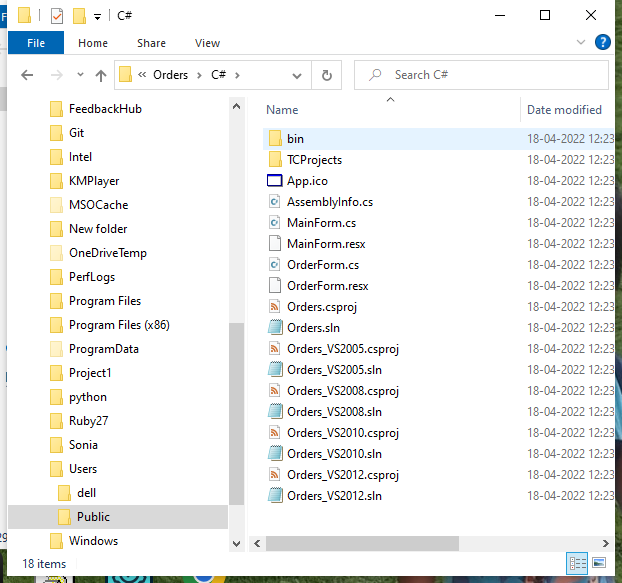 C#
File Home Share View
« Orders > C# >
Search C#
FeedbackHub
Git
Intel
KMPlayer
MSOCache
New folder
OneDriveTemp
PerfLogs
Program Files
Program Files (x86)
ProgramData
Project1
python
Ruby27
Sonia
Users
dell
Public
Windows
Name Date modified
bin 18-04-2022 12:23
TCProjects 18-04-2022 12:23
App.ico 18-04-2022 12:23
AssemblyInfo.cs 18-04-2022 12:23
MainForm.cs 18-04-2022 12:23
MainForm.resx 18-04-2022 12:23
OrderForm.cs 18-04-2022 12:23
OrderForm.resx 18-04-2022 12:23
Orders.csproj 18-04-2022 12:23
Orders.sln 18-04-2022 12:23
Orders_VS2005.csproj 18-04-2022 12:23
Orders_VS2005.sln 18-04-2022 12:23
Orders_VS2008.csproj 18-04-2022 12:23
Orders_VS2008.sln 18-04-2022 12:23
Orders_VS2010.csproj 18-04-2022 12:23
Orders_VS2010.sln 18-04-2022 12:23
Orders_VS2012.csproj 18-04-2022 12:23
Orders_VS2012.sln 18-04-2022 12:23
18 items